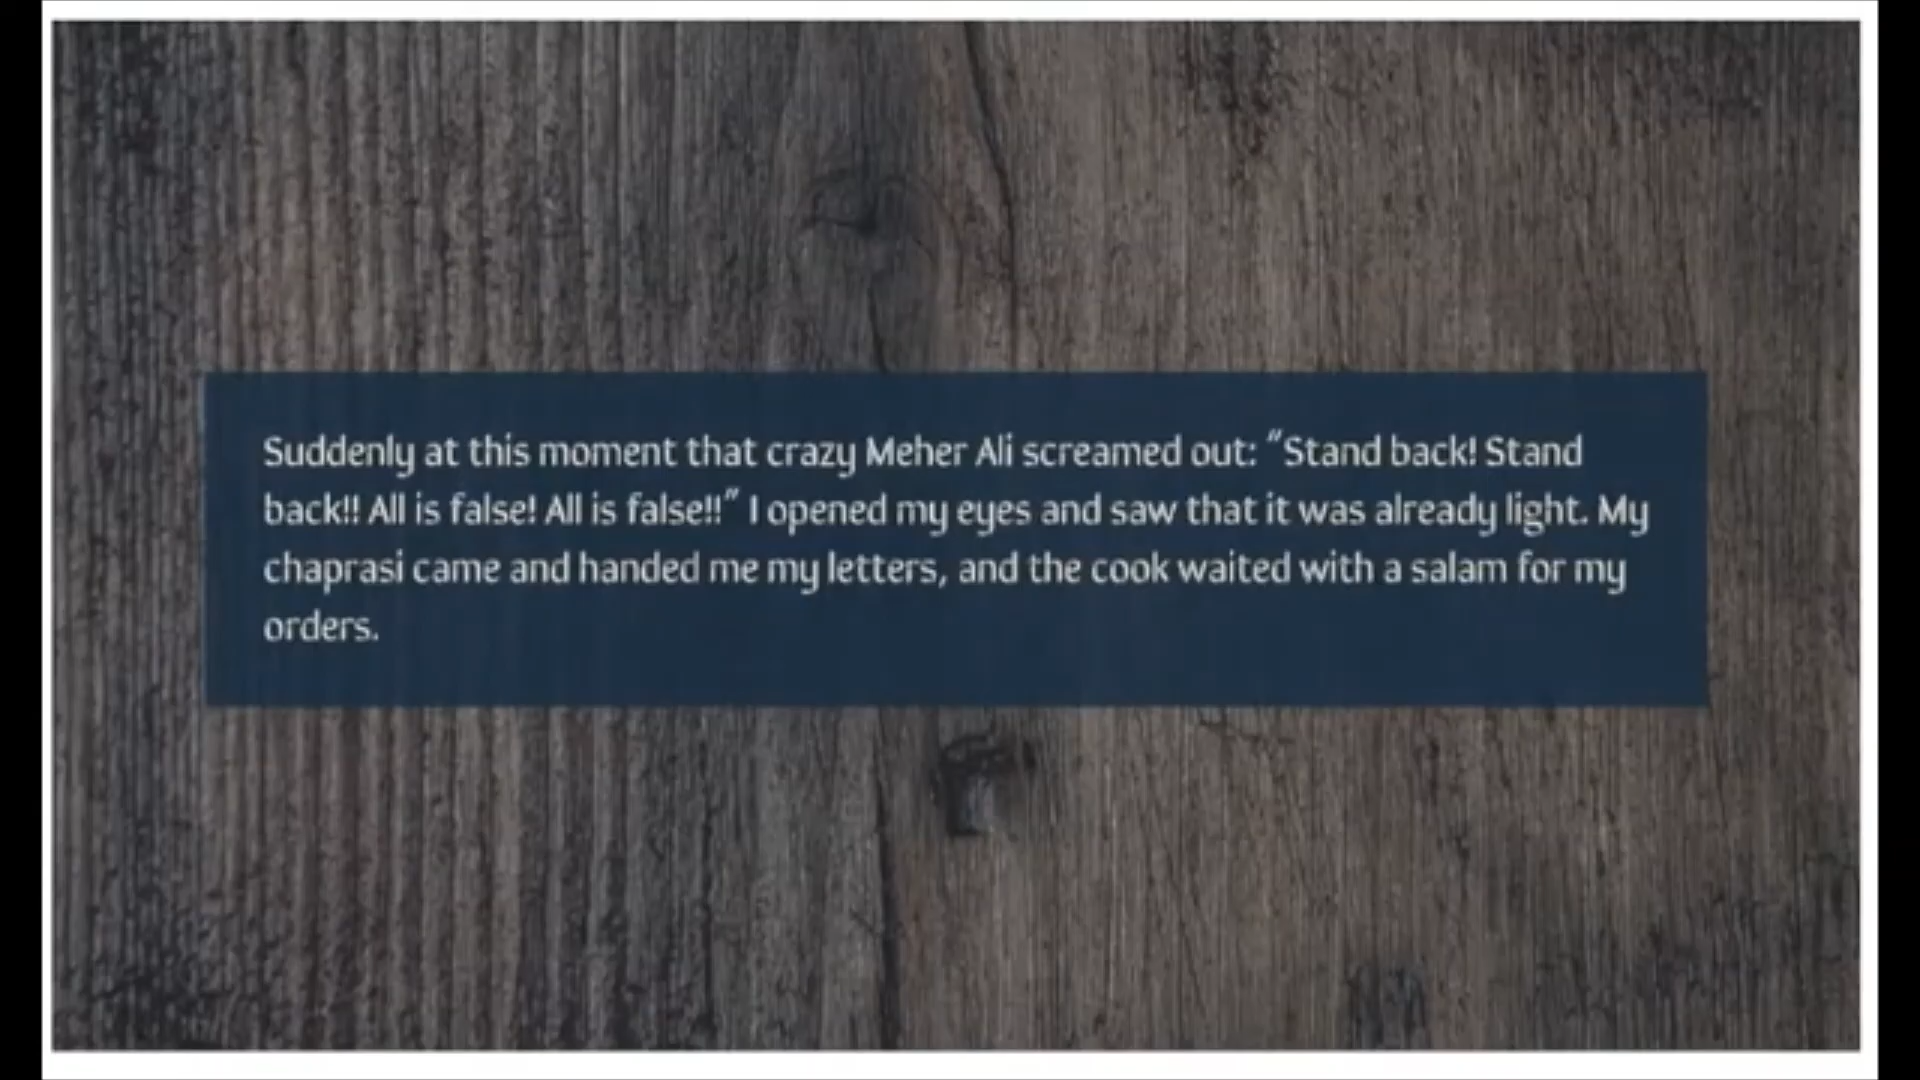 Suddenly at this moment that crazy Meher Ali screamed out: “Stand back! Stand
back!! All is false! All is false!!” I opened my eyes and saw that it was already light. My
chaprasi came and handed me my letters, and the cook waited with a salam for my
orders.